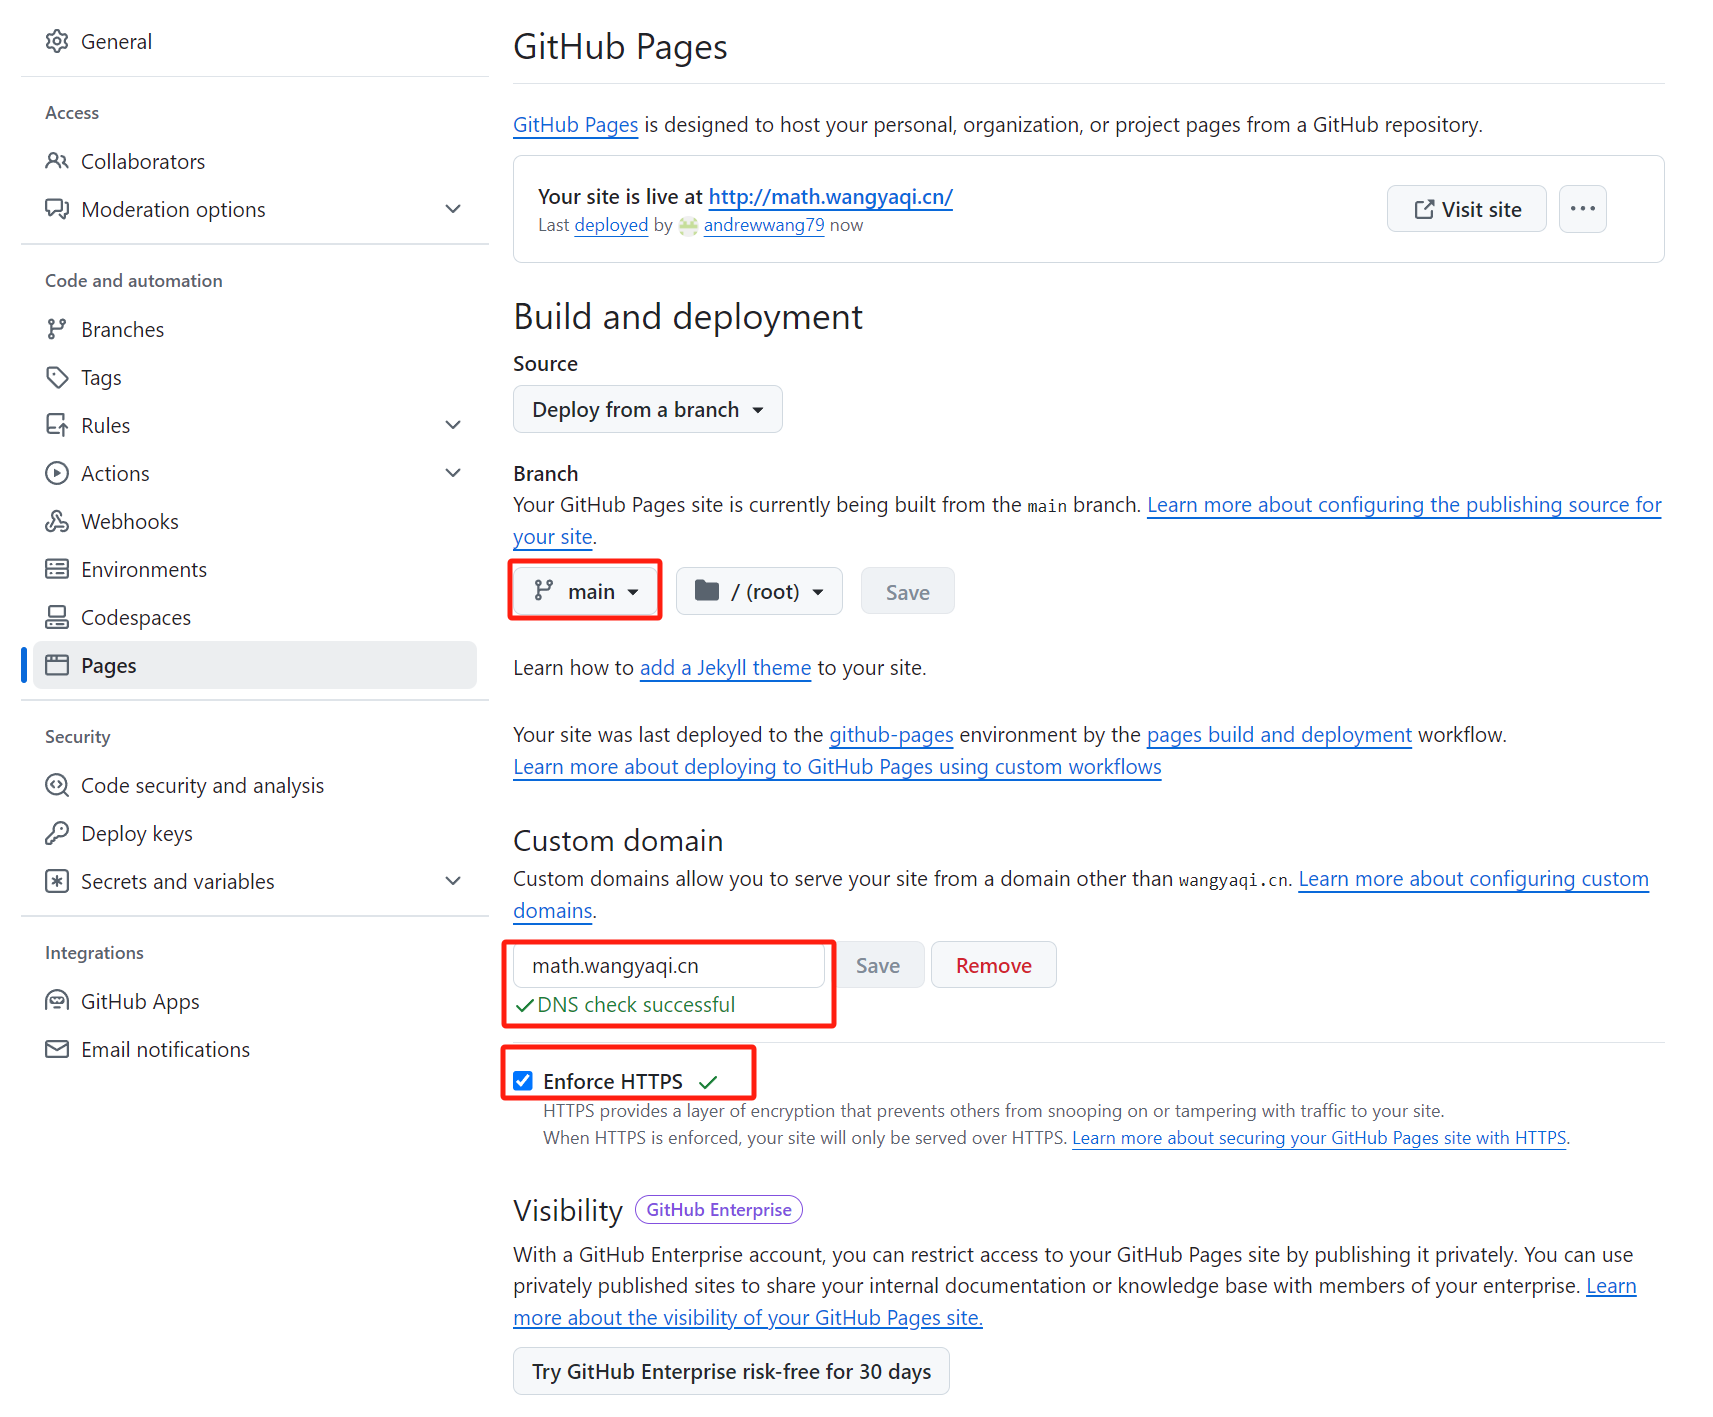 General
Access
Collaborators
Moderation options
Code and automation
Branches
Tags
Rules
Actions
Webhooks
Environments
Codespaces
Pages
Security
Code security and analysis
Deploy keys
Secrets and variables
Integrations
GitHub Apps
Email notifications
GitHub Pages
GitHub Pages is designed to host your personal, organization, or project pages from a GitHub repository.
Your site is live at http://math.wangyaqi.cn/
Last deployed by andrewwang79 now
Visit site
Build and deployment
Source
Deploy from a branch
Branch
Your GitHub Pages site is currently being built from the main branch. Learn more about configuring the publishing source for
your site.
main
/ (root)
Save
Learn how to add a Jekyll theme to your site.
Your site was last deployed to the github-pages environment by the pages build and deployment workflow.
Learn more about deploying to GitHub Pages using custom workflows
Custom domain
Custom domains allow you to serve your site from a domain other than wangyaqi.cn. Learn more about configuring custom
domains.
math.wangyaqi.cn
Save
Remove
DNS check successful
Enforce HTTPS
HTTPS provides a layer of encryption that prevents others from snooping on or tampering with traffic to your site.
When HTTPS is enforced, your site will only be served over HTTPS. Learn more about securing your GitHub Pages site with HTTPS.
Visibility
GitHub Enterprise
With a GitHub Enterprise account, you can restrict access to your GitHub Pages site by publishing it privately. You can use
privately published sites to share your internal documentation or knowledge base with members of your enterprise. Learn
more about the visibility of your GitHub Pages site.
Try GitHub Enterprise risk-free for 30 days